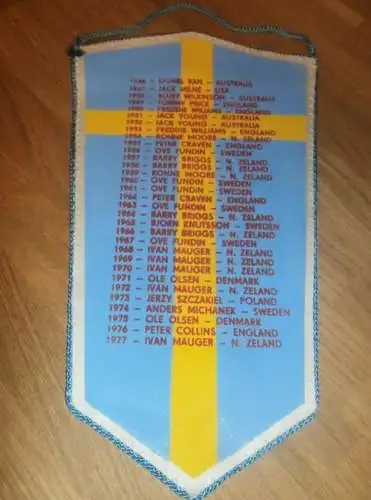 1936 - LIONEL VAN - AUSTRALIA
1937 - JACK MILNE - USA
1938 - BLUEY WILKINSON - AUSTRALIA
1949 - TOMMY PRICE - ENGLAND
1950 - FREDDIE WILLIAMS - ENGLAND
1951 - JACK YOUNG - AUSTRALIA
1952 - JACK YOUNG - AUSTRALIA
1953 - FREDDIE WILLIAMS - ENGLAND
1954 - RONNE MOORE - N. ZELAND
1955 - PETER CRAVEN - ENGLAND
1956 - OVE FUNDIN - SWEDEN
1957 - BARRY BRIGGS - N. ZELAND
1958 - BARRY BRIGGS - N. ZELAND
1959 - RONNE MOORE - N. ZELAND
1960 - OVE FUNDIN - SWEDEN
1961 - OVE FUNDIN - SWEDEN
1962 - PETER CRAVEN - ENGLAND
1963 - OVE FUNDIN - SWEDEN
1964 - BARRY BRIGGS - N. ZELAND
1965 - BJORN KNUTSSON - SWEDEN
1966 - BARRY BRIGGS - N. ZELAND
1967 - OVE FUNDIN - SWEDEN
1968 - IVAN MAUGER - N. ZELAND
1969 - IVAN MAUGER - N. ZELAND
1970 - IVAN MAUGER - N. ZELAND
1971 - OLE OLSEN - DENMARK
1972 - IVAN MAUGER - N. ZELAND
1973 - JERZY SZCZAKIEL - POLAND
1974 - ANDERS MICHANEK - SWEDEN
1975 - OLE OLSEN - DENMARK
1976 - PETER COLLINS - ENGLAND
1977 - IVAN MAUGER - N. ZELAND